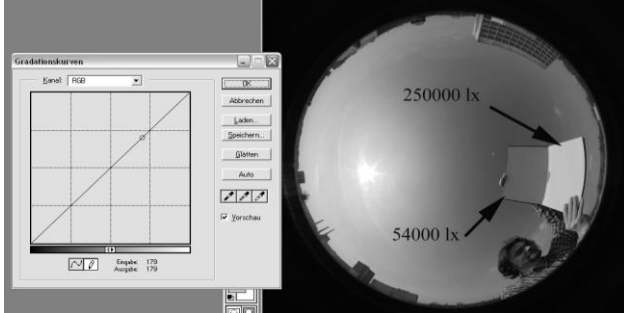 Gradationskurven
Kanal: RGB
OK
Abbrechen
Laden...
Speichern...
Glätten
Auto
Vorschau
Eingabe: 179
Ausgabe: 179
250000 lx
54000 lx